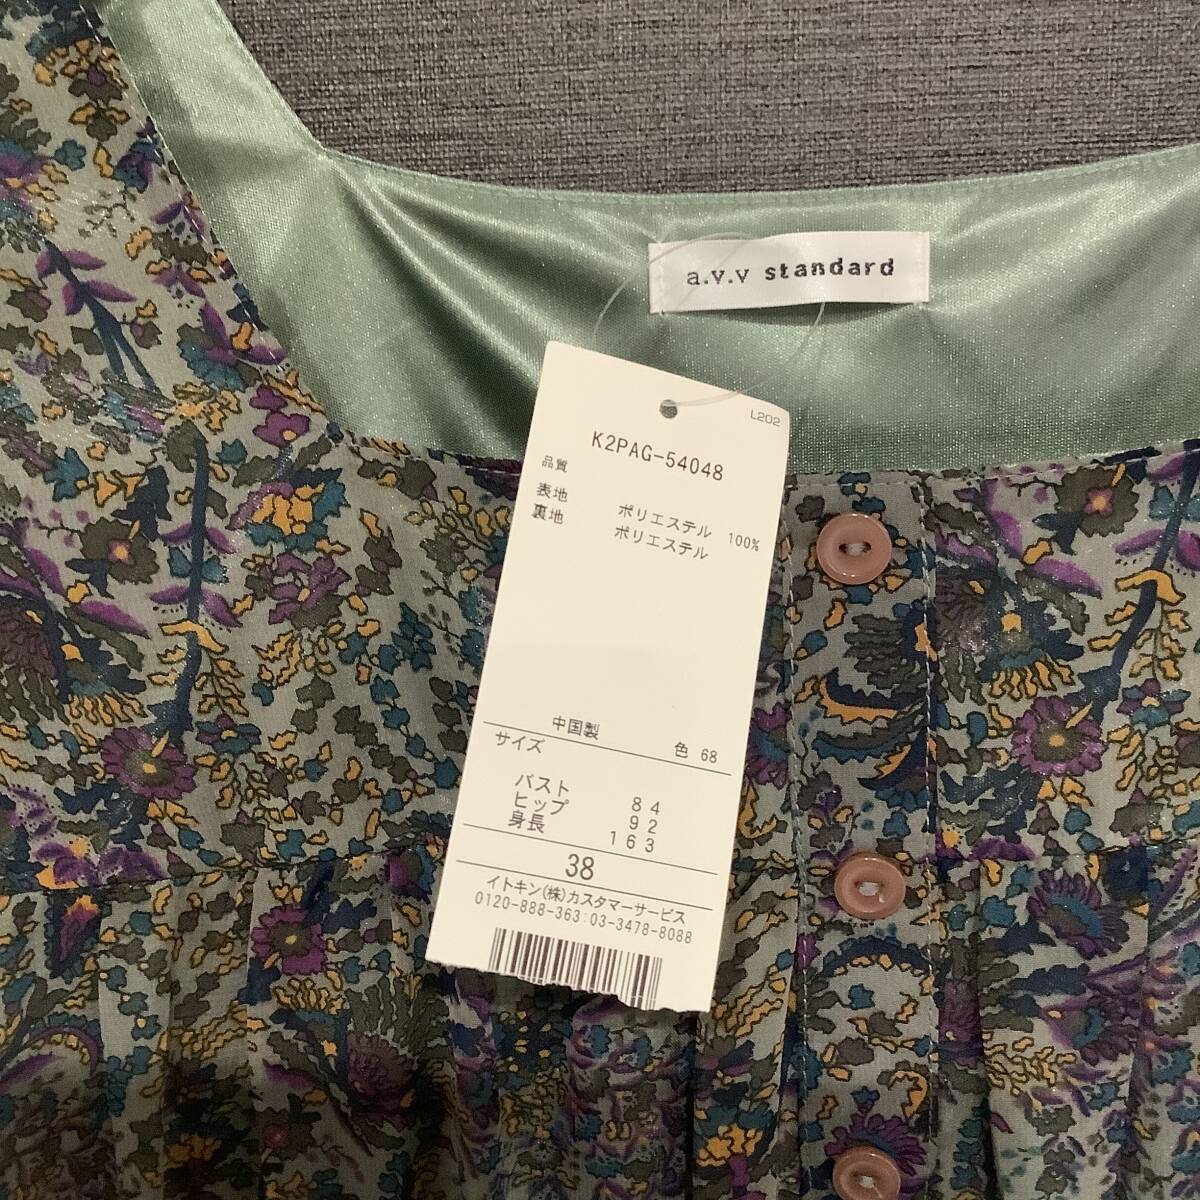 a.v.v standard
L202
K2PAG-54048
品質
表地 ポリエステル 100%
裏地 ポリエステル
中国製 色 68
サイズ
バスト 84
ヒップ 92
身長 163
38
イトキン(株)カスタマーサービス
0120-888-363:03-3478-8088